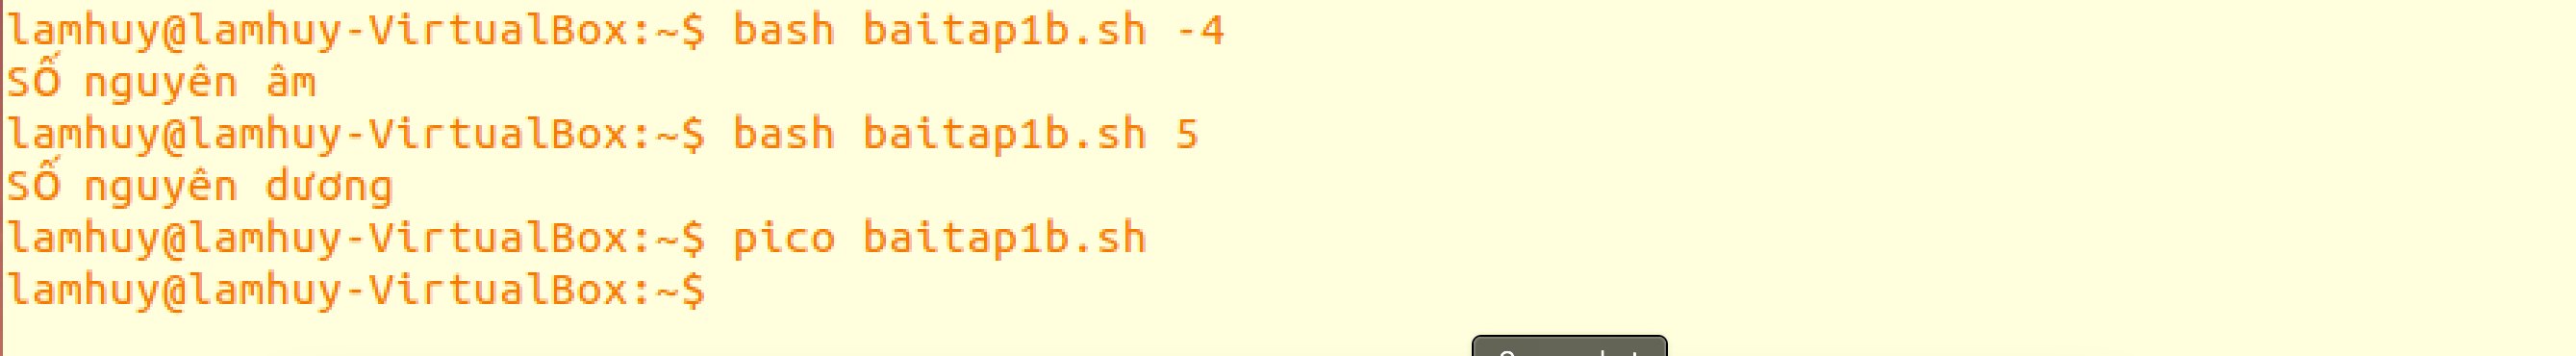 lamhuy@lamhuy-VirtualBox:~$ bash baitap1b.sh -4
SỐ nguyên âm
lamhuy@lamhuy-VirtualBox:~$ bash baitap1b.sh 5
SỐ nguyên dương
lamhuy@lamhuy-VirtualBox:~$ pico baitap1b.sh
lamhuy@lamhuy-VirtualBox:~$